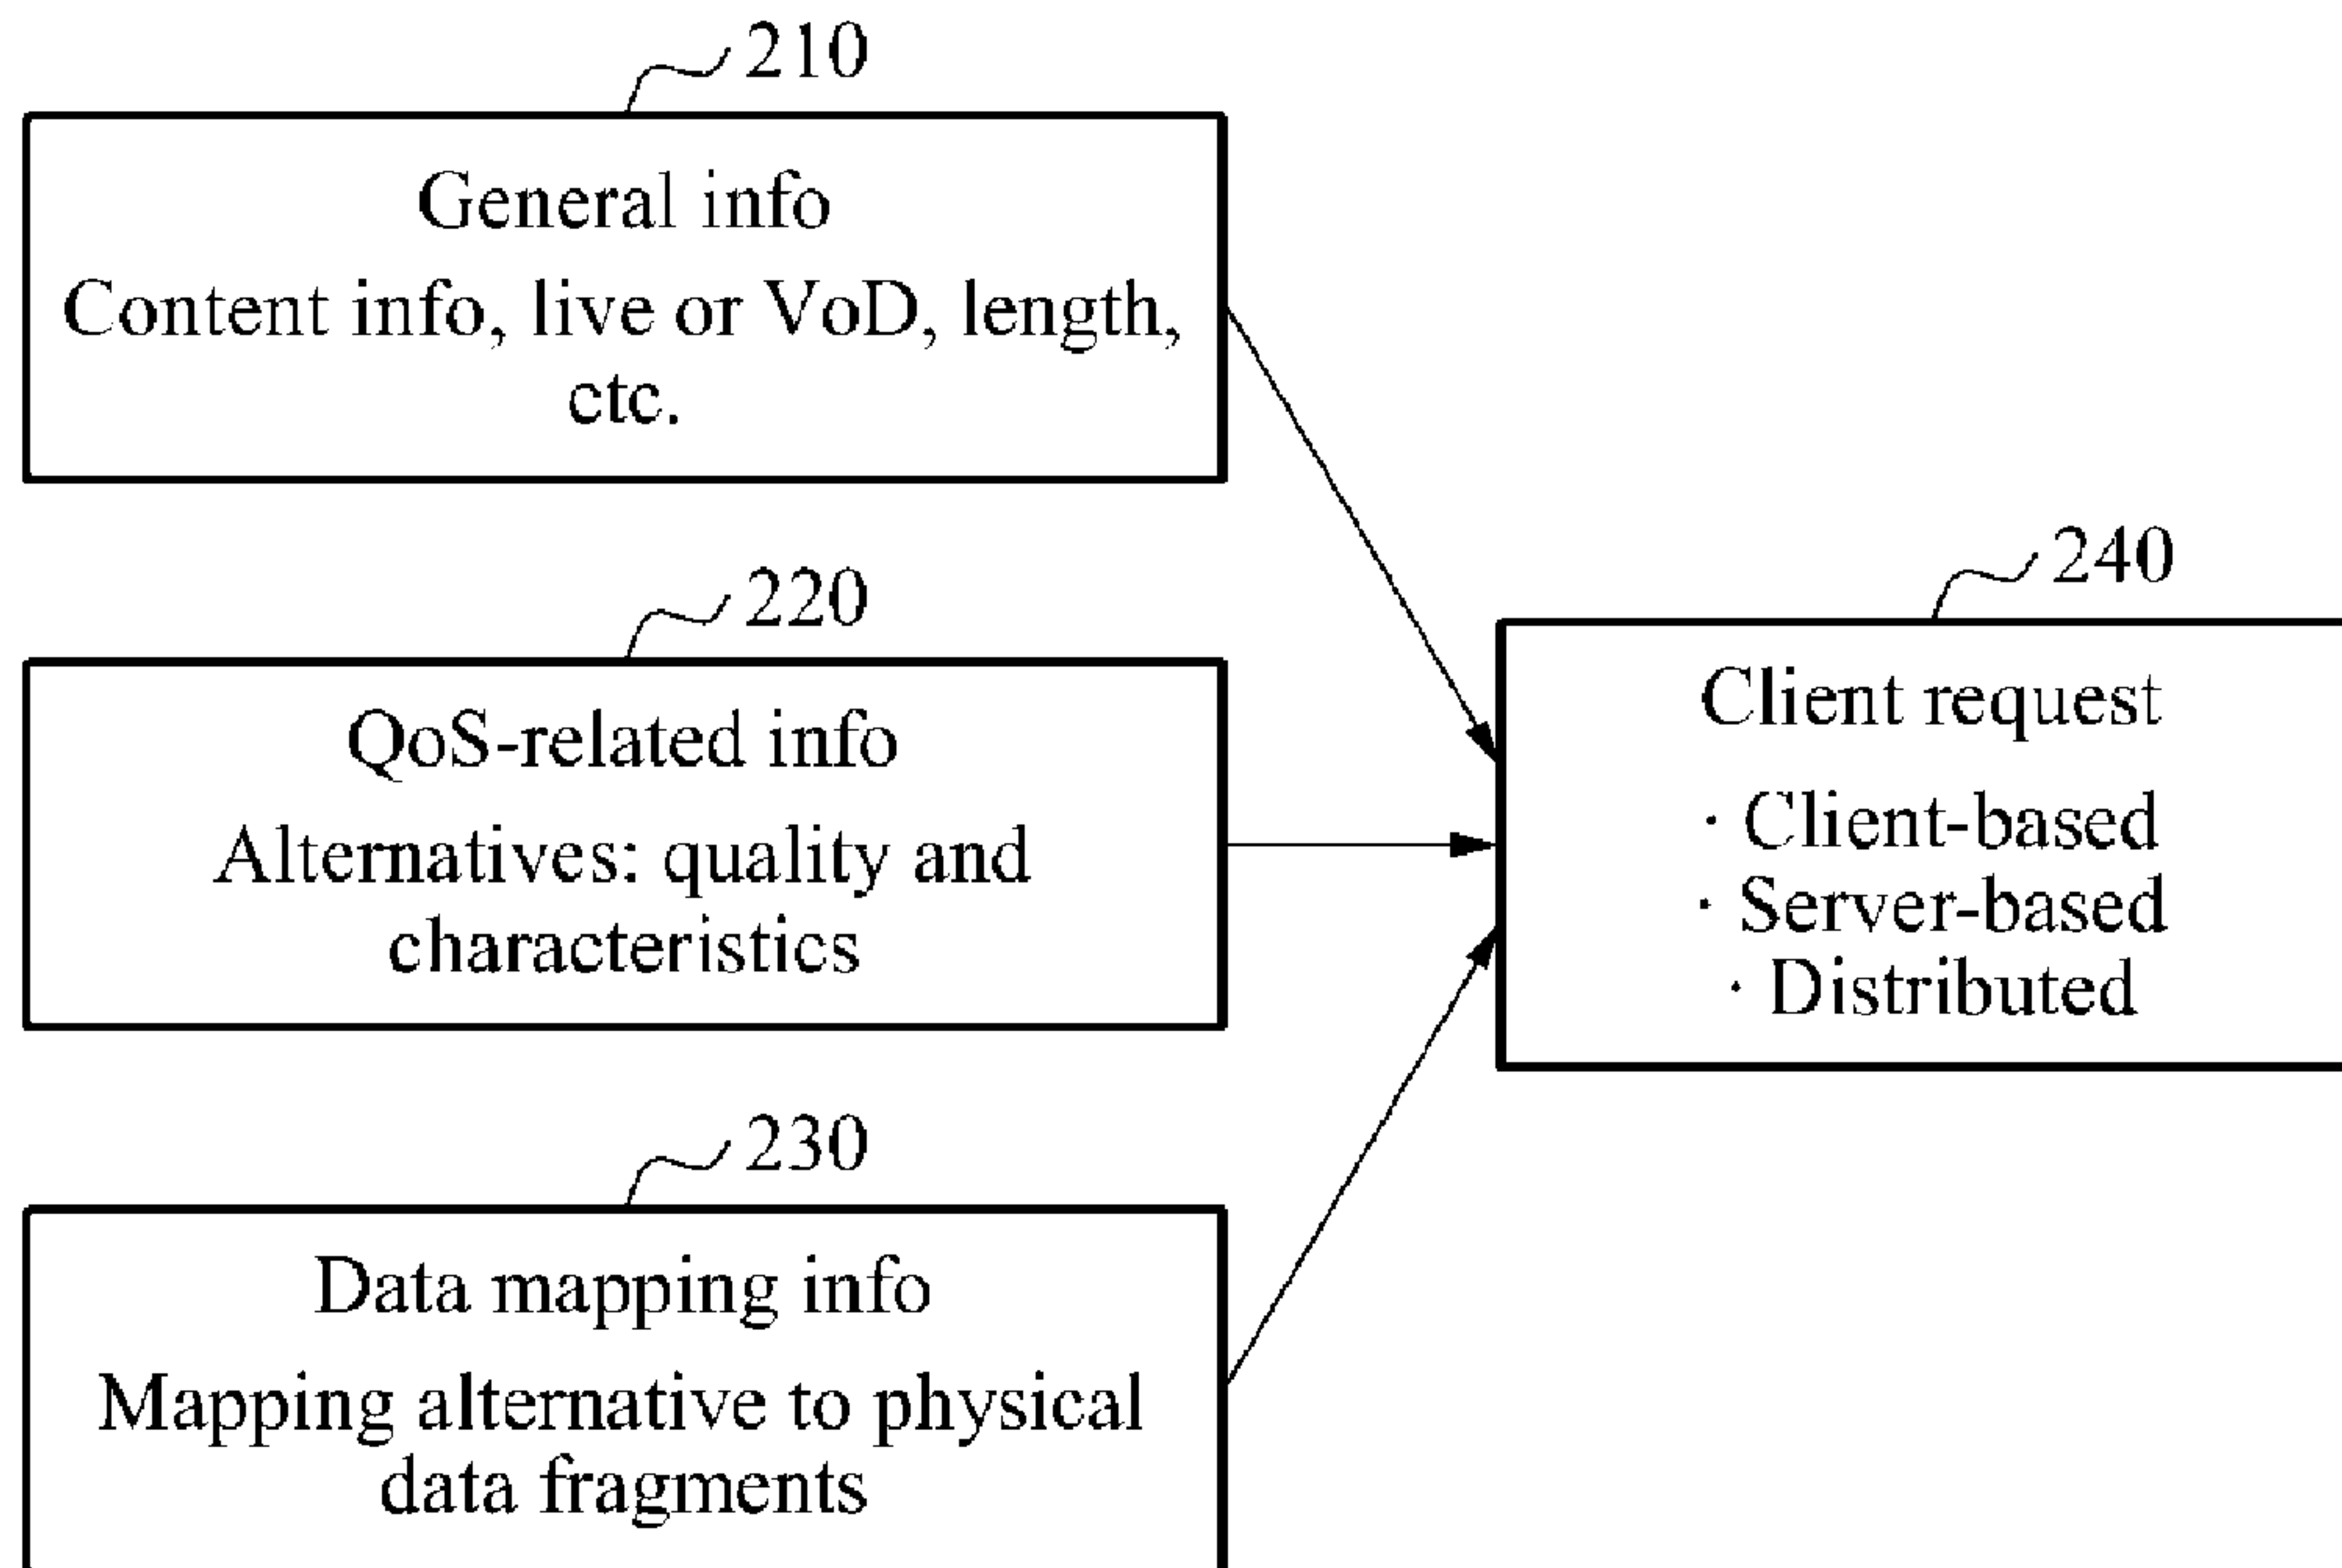 210
General info
Content info, live or VoD, length,
etc.
220
QoS-related info
Alternatives: quality and
characteristics
230
Data mapping info
Mapping alternative to physical
data fragments
240
Client request
· Client-based
· Server-based
· Distributed